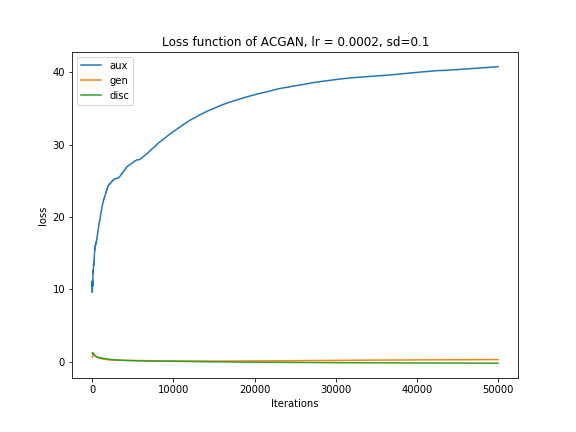 Loss function of ACGAN, lr = 0.0002, sd=0.1
aux
gen
disc
40
30
20
10
0
loss
0 10000 20000 30000 40000 50000
Iterations